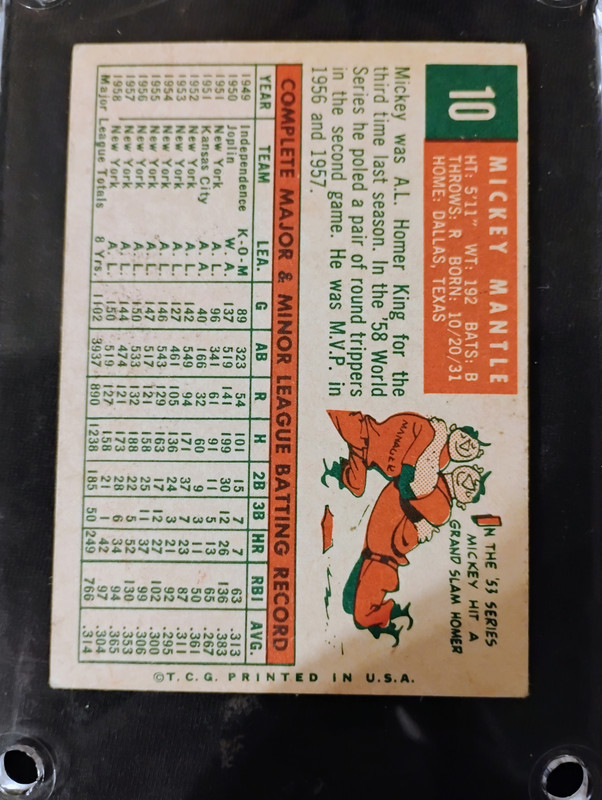 10
MICKEY MANTLE
HT: 5'11" WT: 192 BATS: B
THROWS: R BORN: 10/20/31
HOME: DALLAS, TEXAS
Mickey was A.L. Homer King for the
third time last season. In the '58 World
Series he poled a pair of round trippers
in the second game. He was M.V.P. in
1956 and 1957.
MANAGER
IN THE '53 SERIES
MICKEY HIT A
GRAND SLAM HOMER
COMPLETE MAJOR & MINOR LEAGUE BATTING RECORD
YEAR TEAM LEA. G AB R H 2B 3B HR RBI AVG.
1949 Independence K-O-M 89 323 54 101 15 7 7 63 .313
1950 Joplin W. A. 137 519 141 199 30 12 26 136 .383
1951 New York A. L. 96 341 61 91 11 5 13 65 .267
1951 Kansas City A. A. 40 166 32 60 9 3 11 50 .361
1952 New York A. L. 142 549 94 171 37 7 23 87 .311
1953 New York A. L. 127 461 105 136 24 3 21 92 .295
1954 New York A. L. 146 543 129 163 17 12 27 102 .300
1955 New York A. L. 147 517 121 158 25 11 37 99 .306
1956 New York A. L. 150 533 132 188 22 5 52 130 .353
1957 New York A. L. 144 474 121 173 28 6 34 94 .365
1958 New York A. L. 150 519 127 158 21 1 42 97 .304
Major League Totals 8 Yrs. 1102 3937 890 1238 185 50 249 766 .314
©T.C.G. PRINTED IN U.S.A.